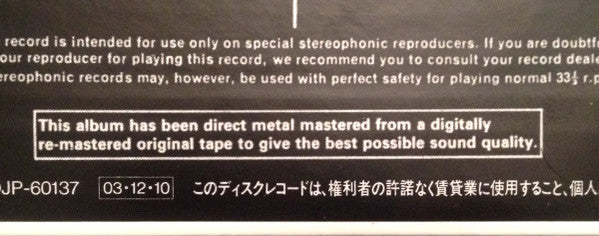 record is intended for use only on special stereophonic reproducers. If you are doubtf
our reproducer for playing this record, we recommend you to consult your record deale
ereophonic records may, however, be used with perfect safety for playing normal 33⅓ r.p
This album has been direct metal mastered from a digitally
re-mastered original tape to give the best possible sound quality.
JP-60137 03・12・10 このディスクレコードは、権利者の許諾なく賃貸業に使用すること、個人